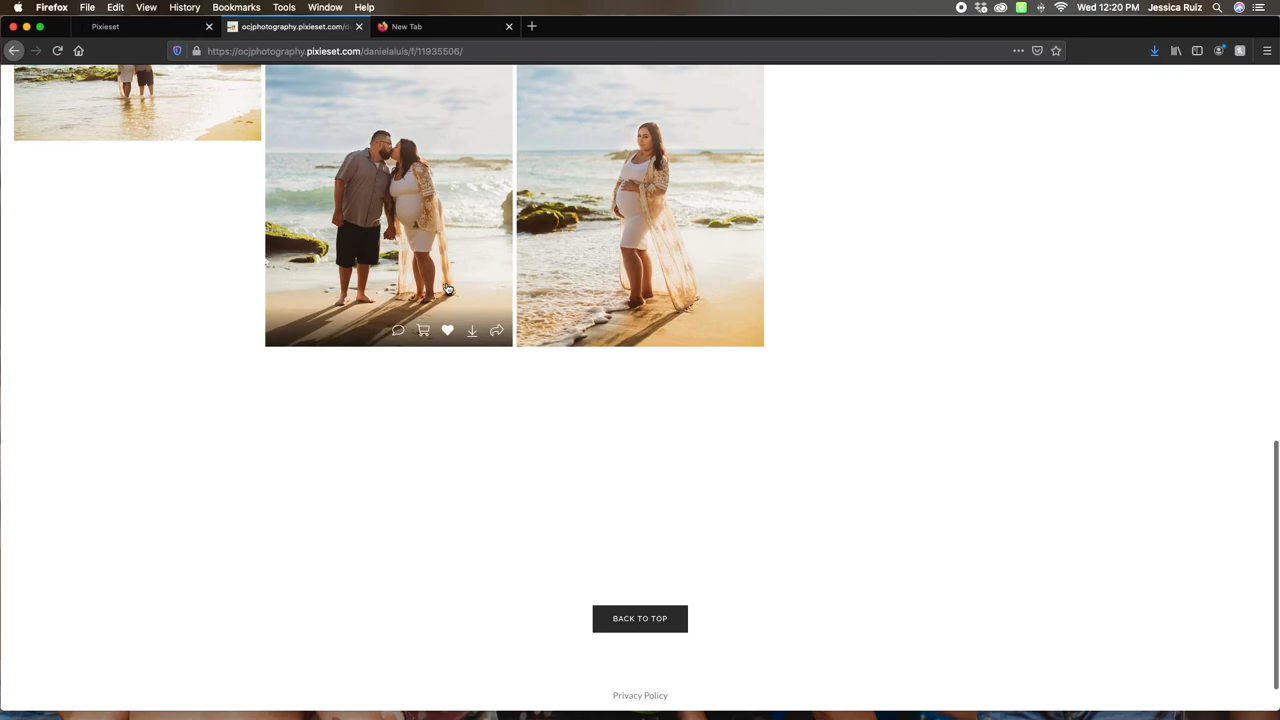 Firefox File Edit View History Bookmarks Tools Window Help Wed 12:20 PM Jessica Ruiz
Pixieset ocjphotography.pixieset.com/d New Tab
https://ocjphotography.pixieset.com/danielaluis/f/11935506/
BACK TO TOP
Privacy Policy